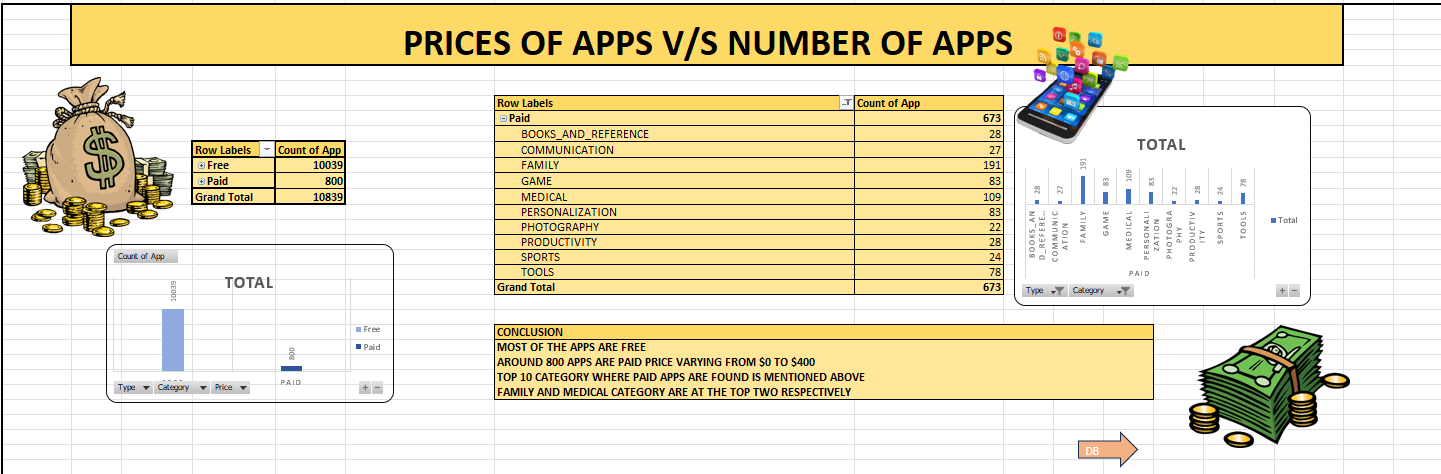 PRICES OF APPS V/S NUMBER OF APPS
Row Labels Count of App
Free 10039
Paid 800
Grand Total 10839
Count of App
TOTAL
10039
800
PAID
Free
Paid
Type Category Price
Row Labels Count of App
Paid 673
BOOKS_AND_REFERENCE 28
COMMUNICATION 27
FAMILY 191
GAME 83
MEDICAL 109
PERSONALIZATION 83
PHOTOGRAPHY 22
PRODUCTIVITY 28
SPORTS 24
TOOLS 78
Grand Total 673
TOTAL
28 27 191 83 109 83 22 28 24 78
BOOKS_AN
D_REFERE...
COMMUNIC
ATION
FAMILY
GAME
MEDICAL
PERSONALI
ZATION
PHOTOGRA
PHY
PRODUCTIV
ITY
SPORTS
TOOLS
PAID
Total
Type Category
CONCLUSION
MOST OF THE APPS ARE FREE
AROUND 800 APPS ARE PAID PRICE VARYING FROM $0 TO $400
TOP 10 CATEGORY WHERE PAID APPS ARE FOUND IS MENTIONED ABOVE
FAMILY AND MEDICAL CATEGORY ARE AT THE TOP TWO RESPECTIVELY
DB